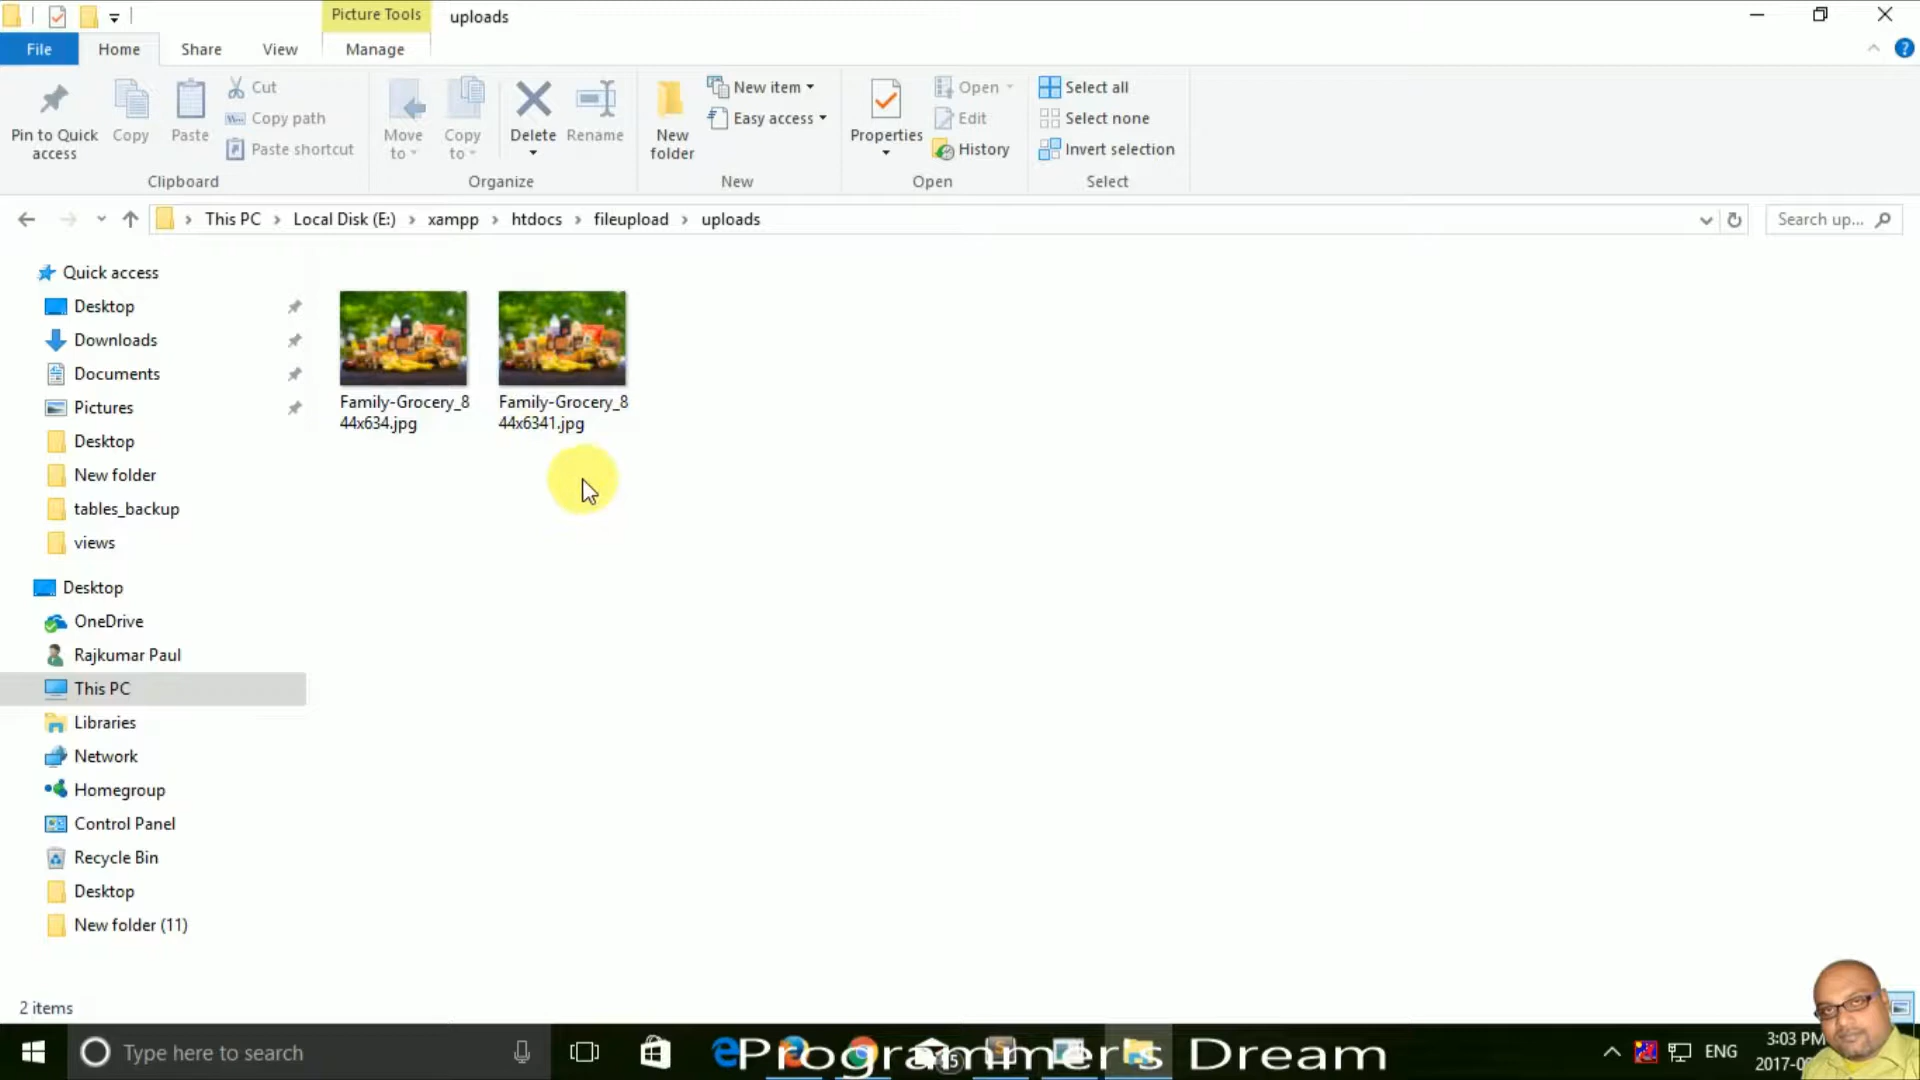 Picture Tools
uploads
File
Home
Share
View
Manage
Pin to Quick access
Copy
Paste
Cut
Copy path
Paste shortcut
Clipboard
Move to
Copy to
Delete
Rename
Organize
New folder
New item
Easy access
New
Properties
Open
Edit
History
Open
Select all
Select none
Invert selection
Select
This PC
Local Disk (E:)
xampp
htdocs
fileupload
uploads
Search up...
Quick access
Desktop
Downloads
Documents
Pictures
Desktop
New folder
tables_backup
views
Desktop
OneDrive
Rajkumar Paul
This PC
Libraries
Network
Homegroup
Control Panel
Recycle Bin
Desktop
New folder (11)
Family-Grocery_8
44x634.jpg
Family-Grocery_8
44x6341.jpg
2 items
Type here to search
Programmer's Dream
ENG
3:03 PM